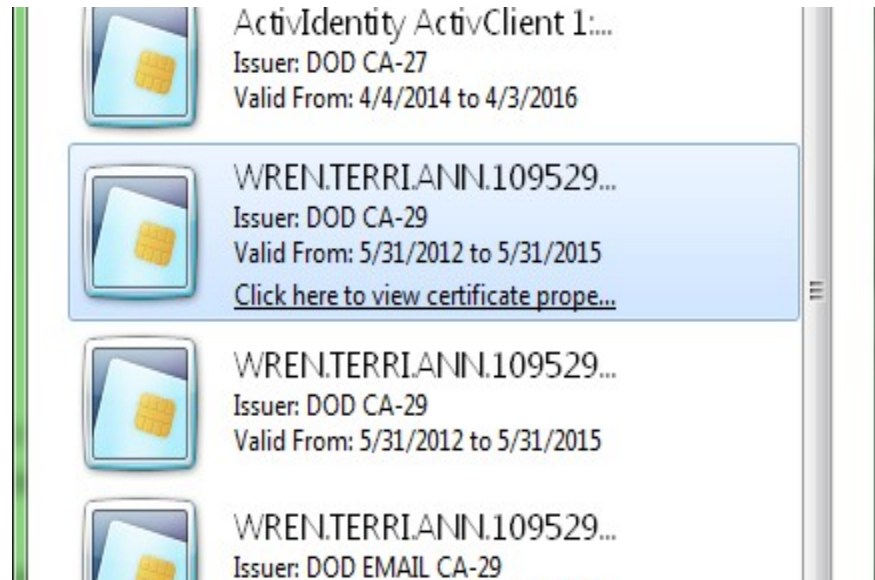 ActivIdentity ActivClient 1:...
Issuer: DOD CA-27
Valid From: 4/4/2014 to 4/3/2016
WREN.TERRI.ANN.109529...
Issuer: DOD CA-29
Valid From: 5/31/2012 to 5/31/2015
Click here to view certificate prope...
WREN.TERRI.ANN.109529...
Issuer: DOD CA-29
Valid From: 5/31/2012 to 5/31/2015
WREN.TERRI.ANN.109529...
Issuer: DOD EMAIL CA-29